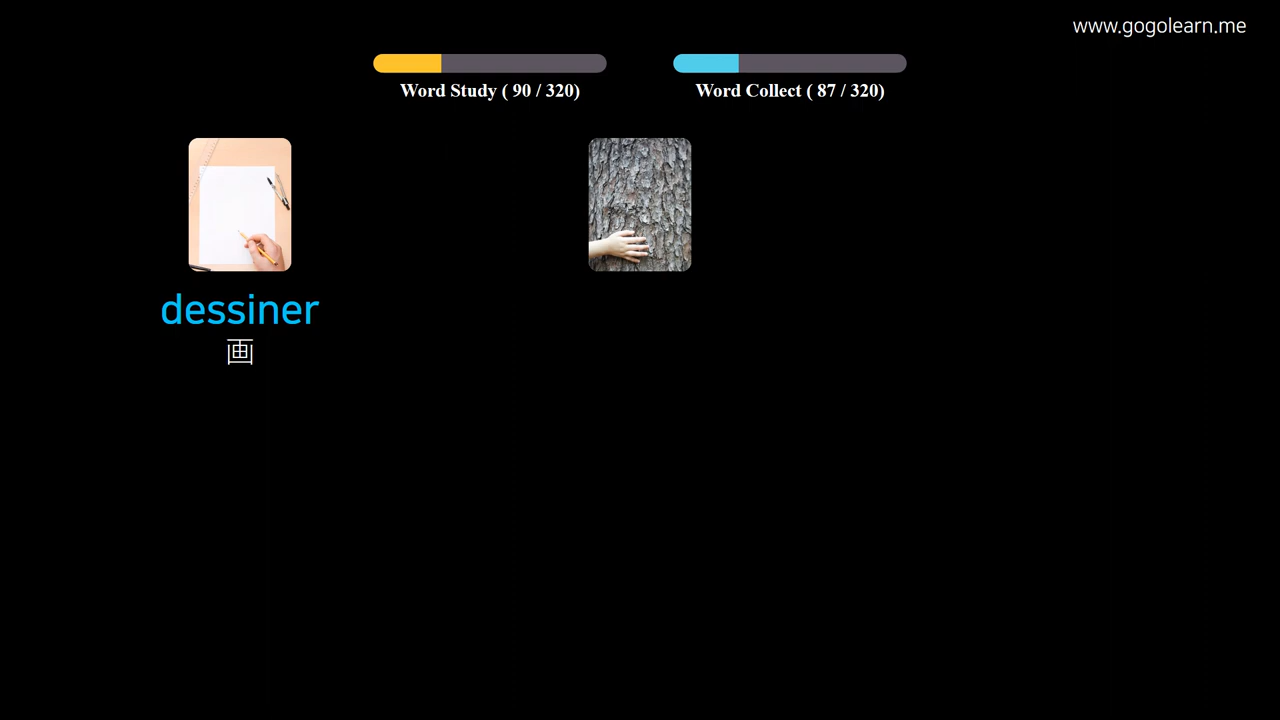 www.gogolearn.me
Word Study ( 90 / 320)
Word Collect ( 87 / 320)
dessiner
画